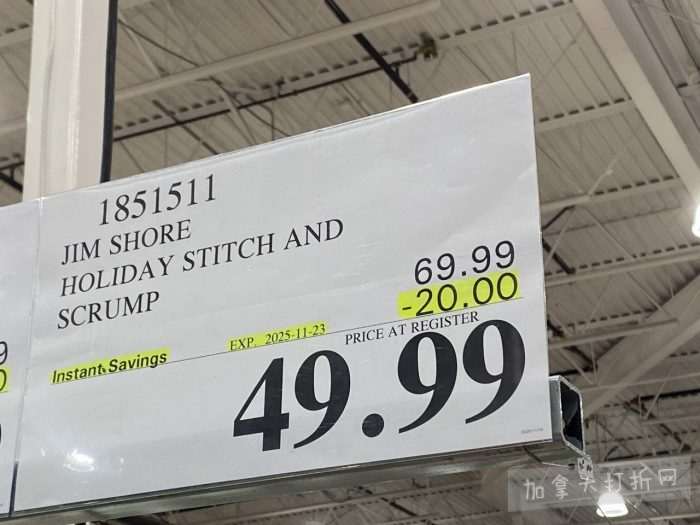 1851511
JIM SHORE
HOLIDAY STITCH AND
SCRUMP
69.99
-20.00
Instant Savings
EXP. 2025-11-23
PRICE AT REGISTER
49.99
加拿大打折网